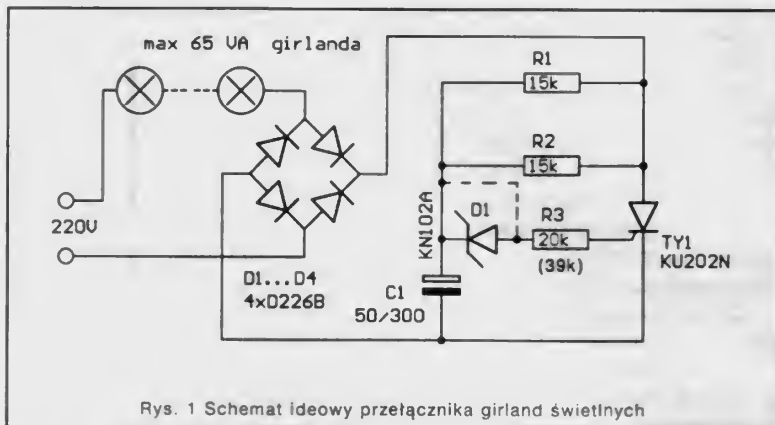 max 65 VA girlanda
220V
D1...D4
4xD226B
R1
15k
R2
15k
KN102A
D1
R3
20k
(39k)
C1
50/300
TY1
KU202N
Rys. 1 Schemat ideowy przełącznika girland świetlnych